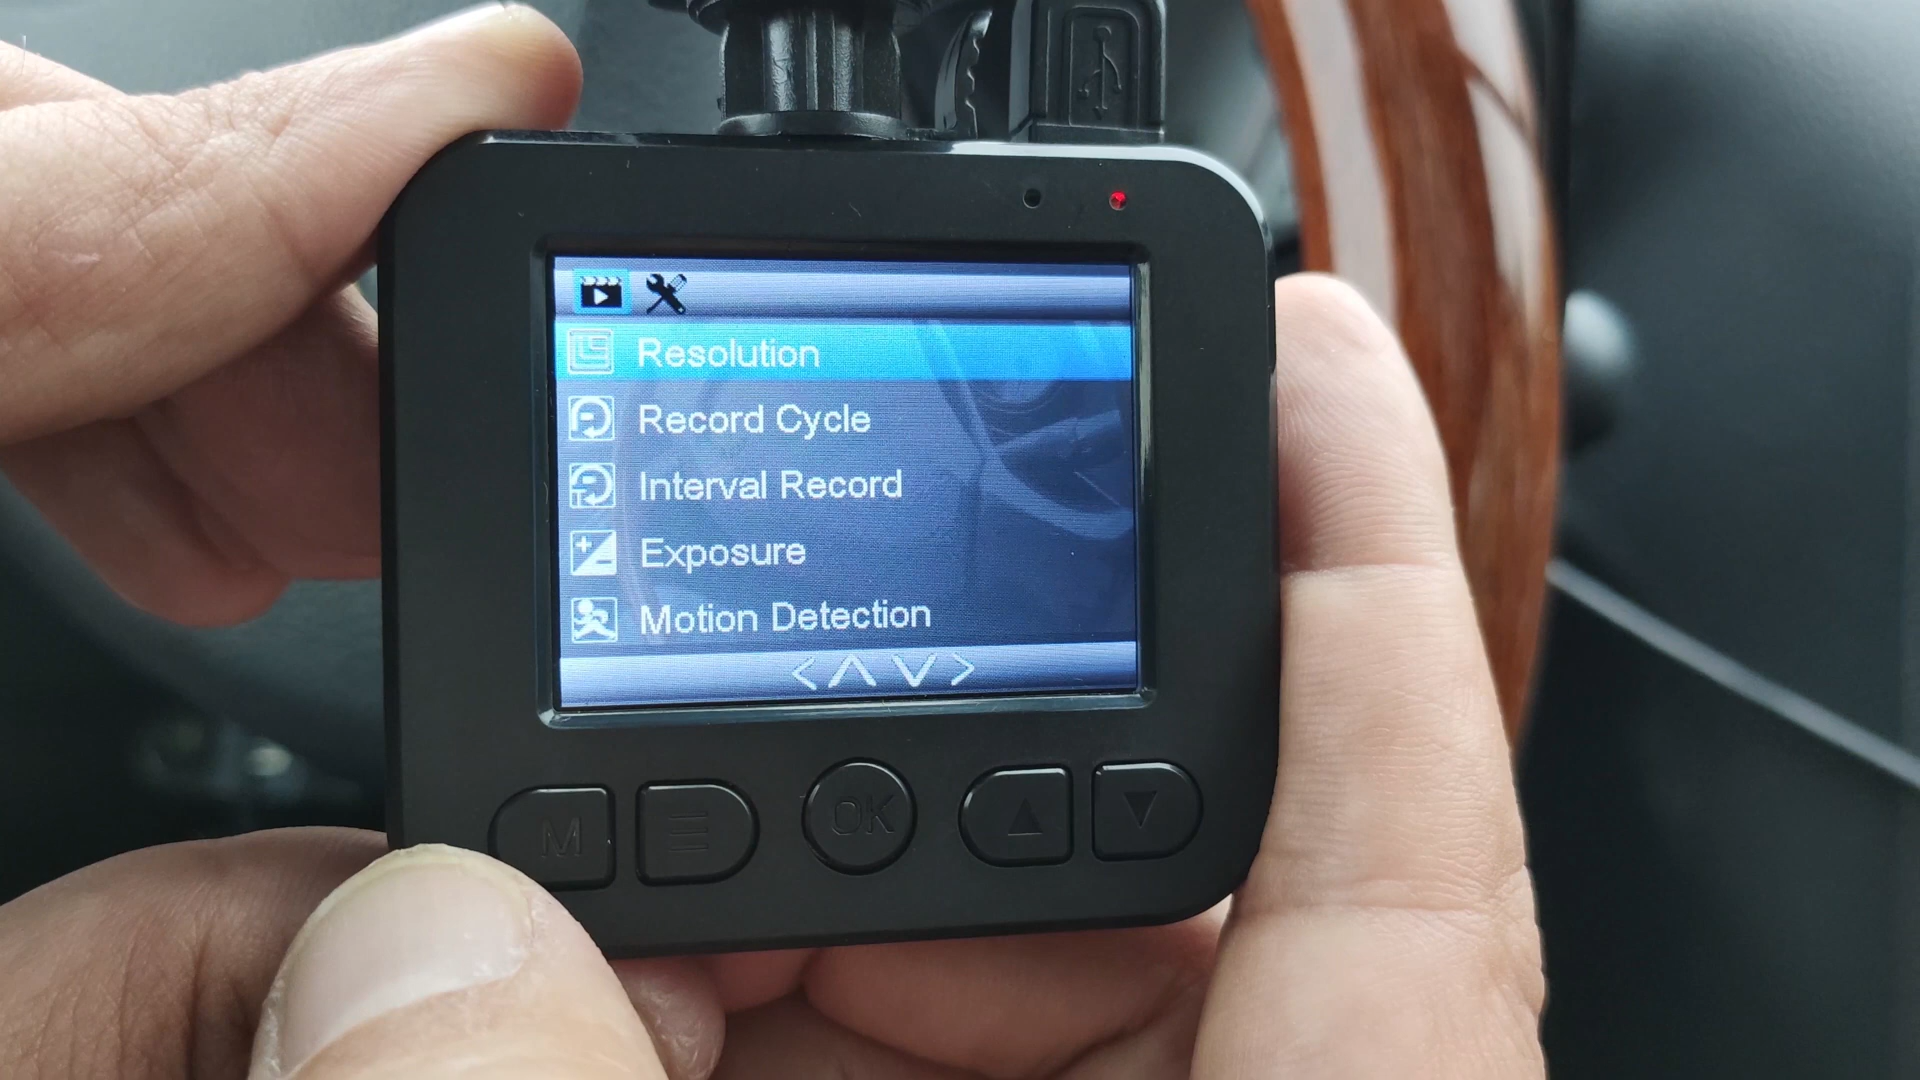 Resolution
Record Cycle
Interval Record
Exposure
Motion Detection
M
OK